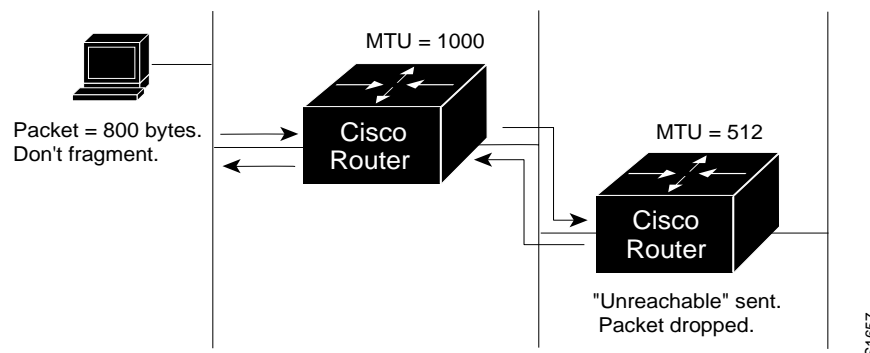 MTU = 1000
Packet = 800 bytes.
Don't fragment.
Cisco
Router
MTU = 512
Cisco
Router
"Unreachable" sent.
Packet dropped.